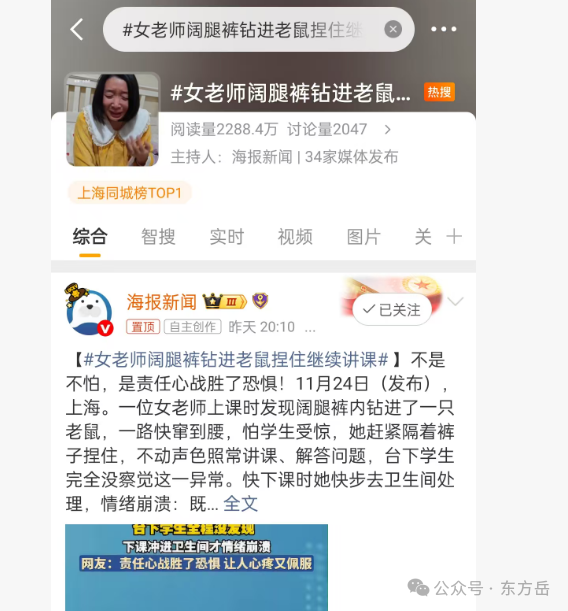 #女老师阔腿裤钻进老鼠捏住继
#女老师阔腿裤钻进老鼠... 热搜
阅读量2288.4万 讨论量2047
主持人：海报新闻 | 34家媒体发布
上海同城榜TOP1
综合 智搜 实时 视频 图片 关
海报新闻 III
已关注
置顶 自主创作 昨天 20:10 ...
【#女老师阔腿裤钻进老鼠捏住继续讲课# 】不是
不怕，是责任心战胜了恐惧！11月24日（发布），
上海。一位女老师上课时发现阔腿裤内钻进了一只
老鼠，一路快窜到腰，怕学生受惊，她赶紧隔着裤
子捏住，不动声色照常讲课、解答问题，台下学生
完全没察觉这一异常。快下课时她快步去卫生间处
理，情绪崩溃：既... 全文
台下学生全程没发现
下课冲进卫生间才情绪崩溃
网友：责任心战胜了恐惧 让人心疼又佩服
公众号 · 东方岳